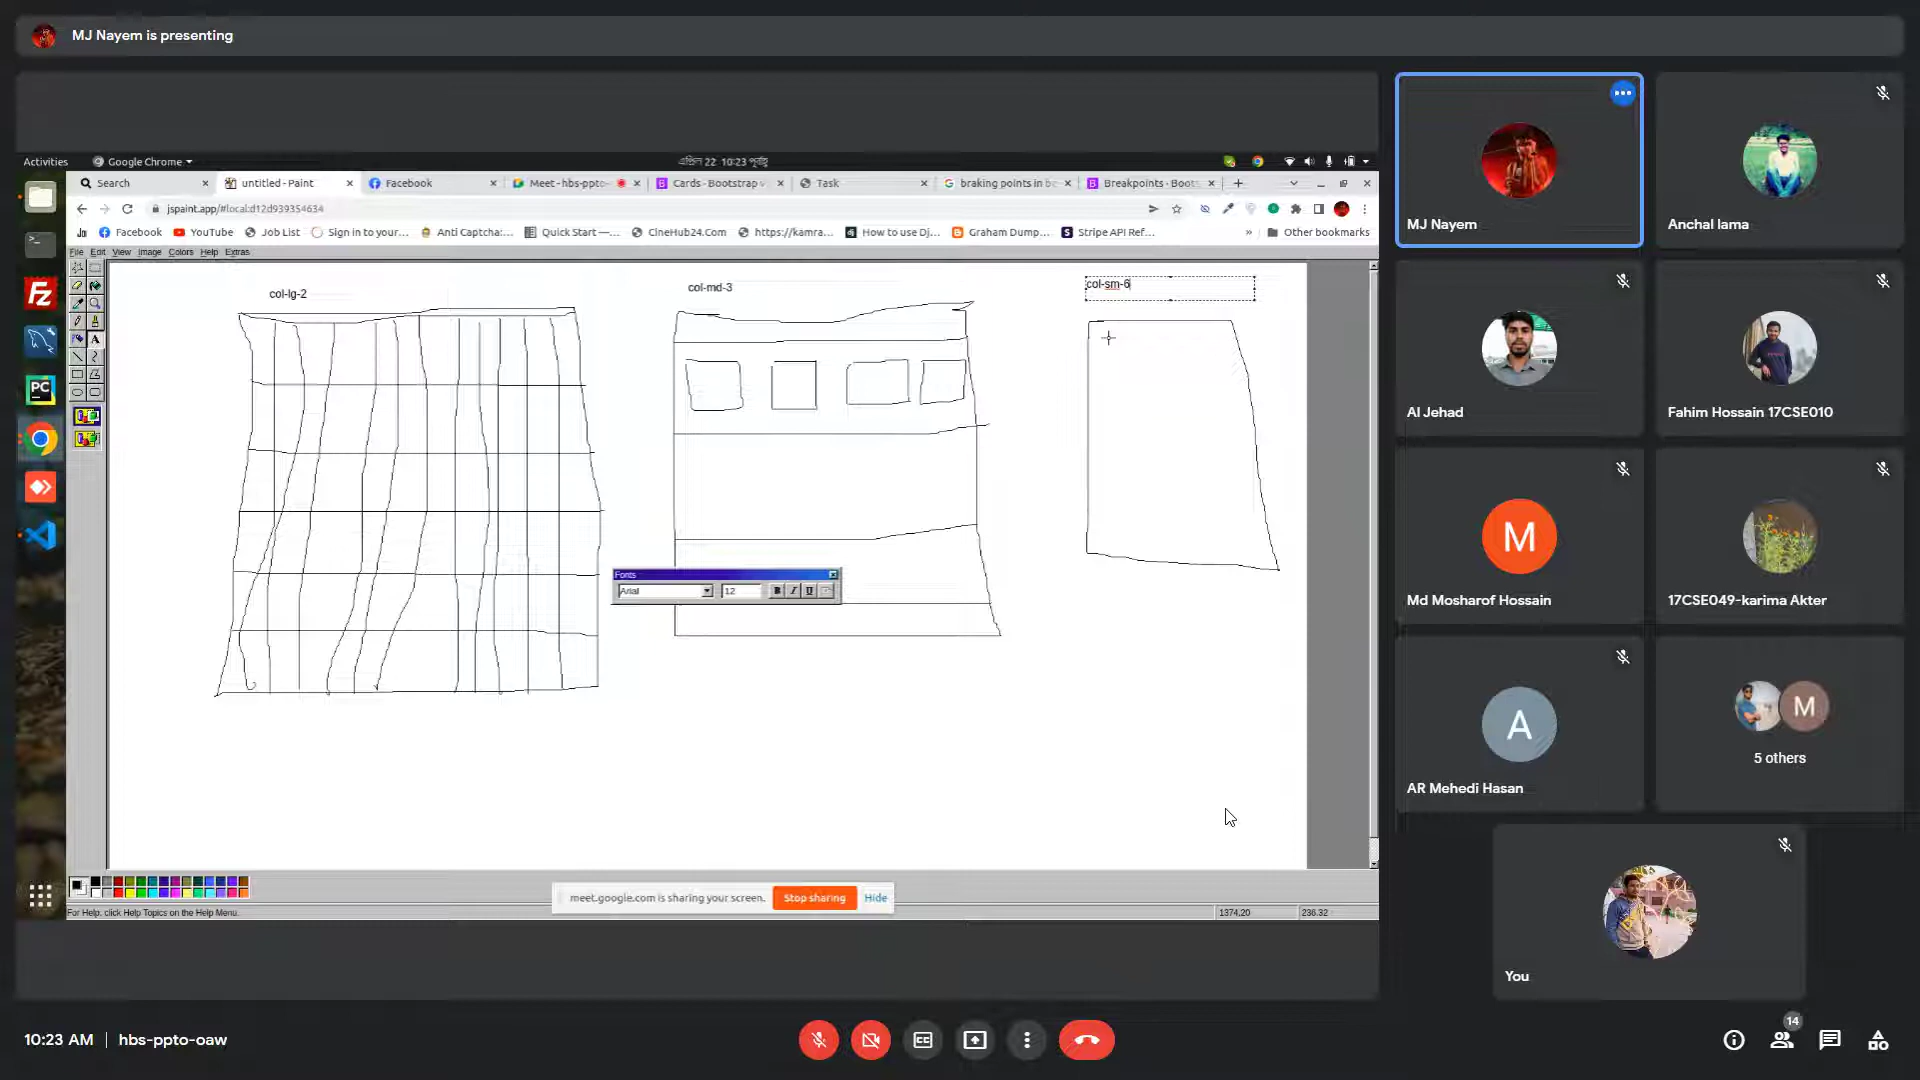 MJ Nayem is presenting
Activities
Google Chrome
এপ্রিল 22 10:23 পূর্বাহ্ণ
Search
untitled - Paint
Facebook
Meet - hbs-ppto-
Cards · Bootstrap v
Task
braking points in bo
Breakpoints · Boots
jspaint.app/#local:d12d939354634
Facebook
YouTube
Job List
Sign in to your...
Anti Captcha:...
Quick Start —...
CineHub24.Com
https://kamra...
How to use Dj...
Graham Dump...
Stripe API Ref...
»
Other bookmarks
File Edit View Image Colors Help Extras
col-lg-2
col-md-3
col-sm-6
Fonts
Arial
12
B I U
For Help, click Help Topics on the Help Menu.
1374,20
236,32
meet.google.com is sharing your screen.
Stop sharing
Hide
MJ Nayem
Anchal lama
Al Jehad
Fahim Hossain 17CSE010
M
Md Mosharof Hossain
17CSE049-karima Akter
A
AR Mehedi Hasan
M
5 others
You
10:23 AM
hbs-ppto-oaw
14